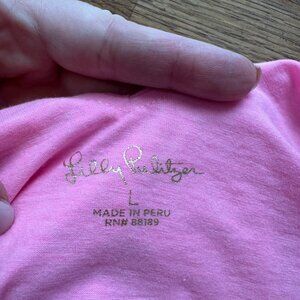 Lilly Pulitzer
L
MADE IN PERU
RN# 88189